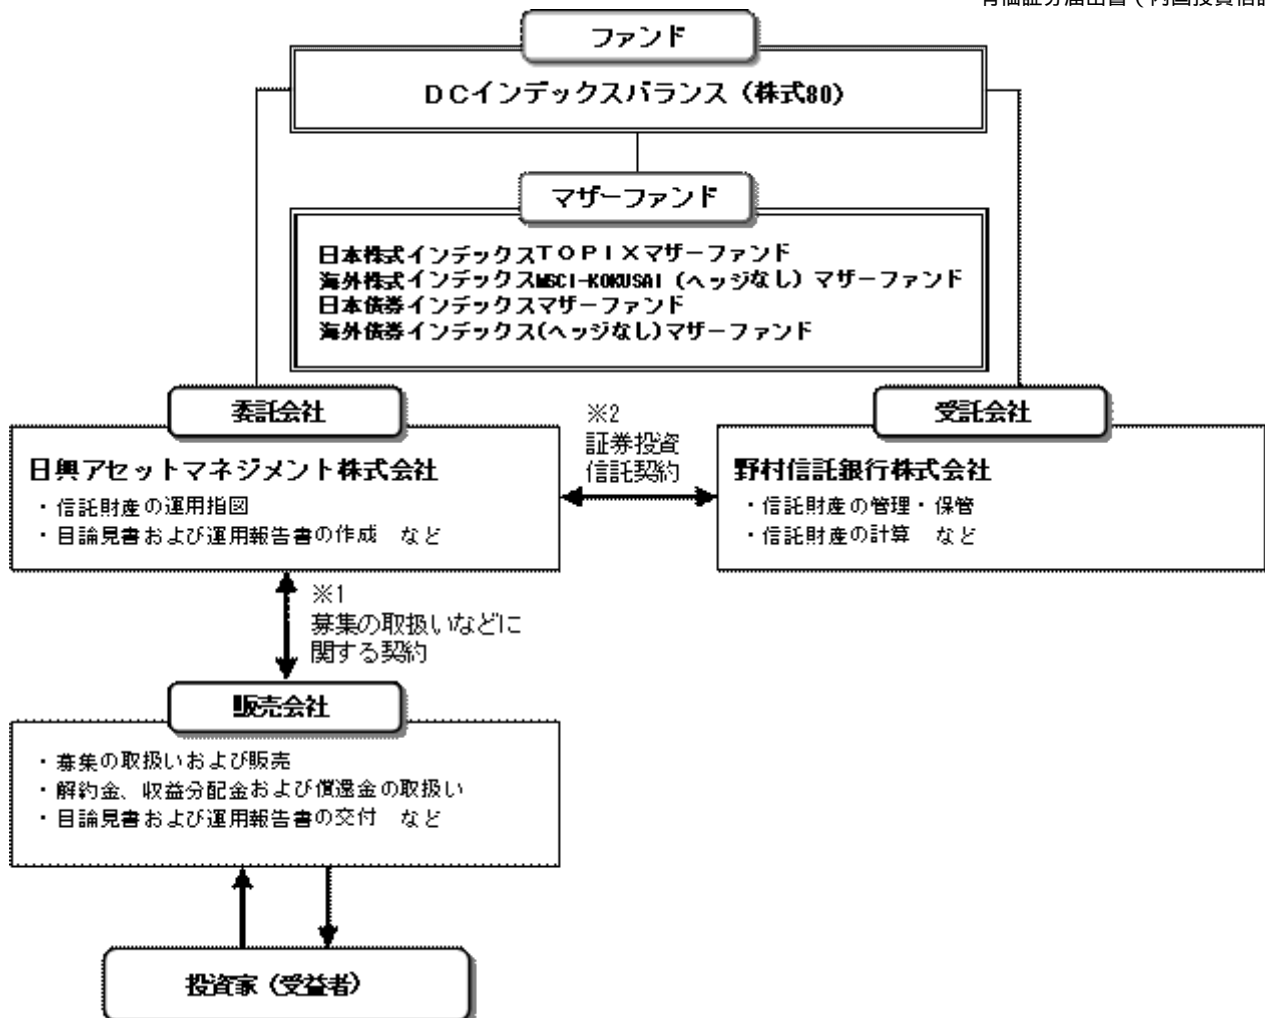 有価証券届出書（内国投資信託
ファンド
ＤＣインデックスバランス（株式80）
マザーファンド
日本株式インデックスＴＯＰＩＸマザーファンド
海外株式インデックスMSCI-KOKUSAI（ヘッジなし）マザーファンド
日本債券インデックスマザーファンド
海外債券インデックス(ヘッジなし)マザーファンド
委託会社
日興アセットマネジメント株式会社
・信託財産の運用指図
・目論見書および運用報告書の作成　など
※2
証券投資
信託契約
受託会社
野村信託銀行株式会社
・信託財産の管理・保管
・信託財産の計算　など
※1
募集の取扱いなどに
関する契約
販売会社
・募集の取扱いおよび販売
・解約金、収益分配金および償還金の取扱い
・目論見書および運用報告書の交付　など
投資家（受益者）